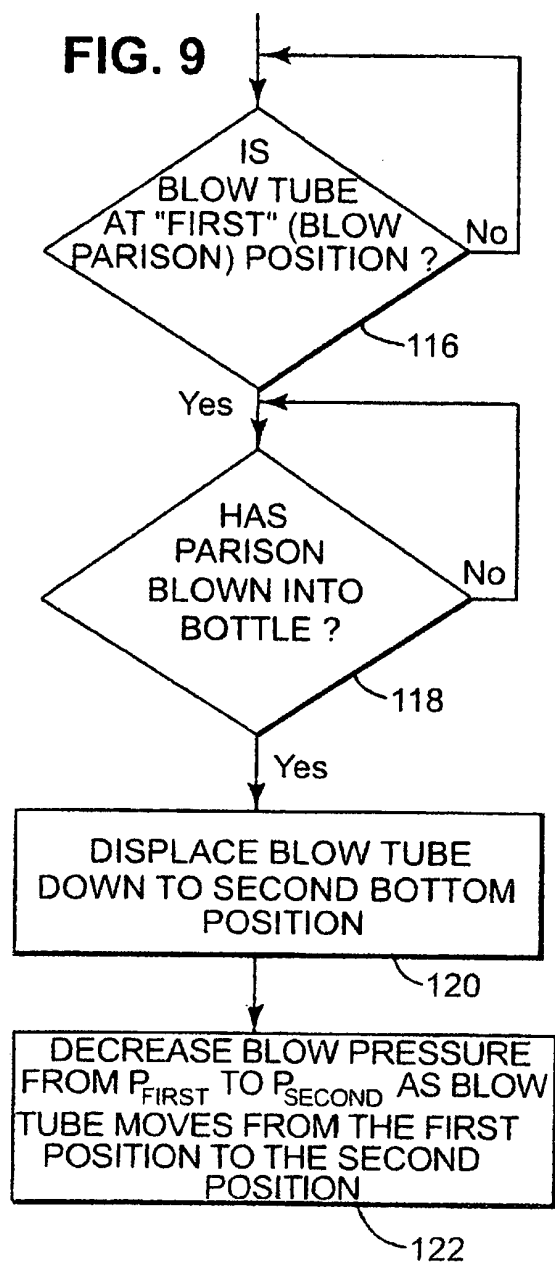 FIG. 9
IS
BLOW TUBE
AT "FIRST" (BLOW
PARISON) POSITION ?
No
116
Yes
HAS
PARISON
BLOWN INTO
BOTTLE ?
No
118
Yes
DISPLACE BLOW TUBE
DOWN TO SECOND BOTTOM
POSITION
120
DECREASE BLOW PRESSURE
FROM PFIRST TO PSECOND AS BLOW
TUBE MOVES FROM THE FIRST
POSITION TO THE SECOND
POSITION
122